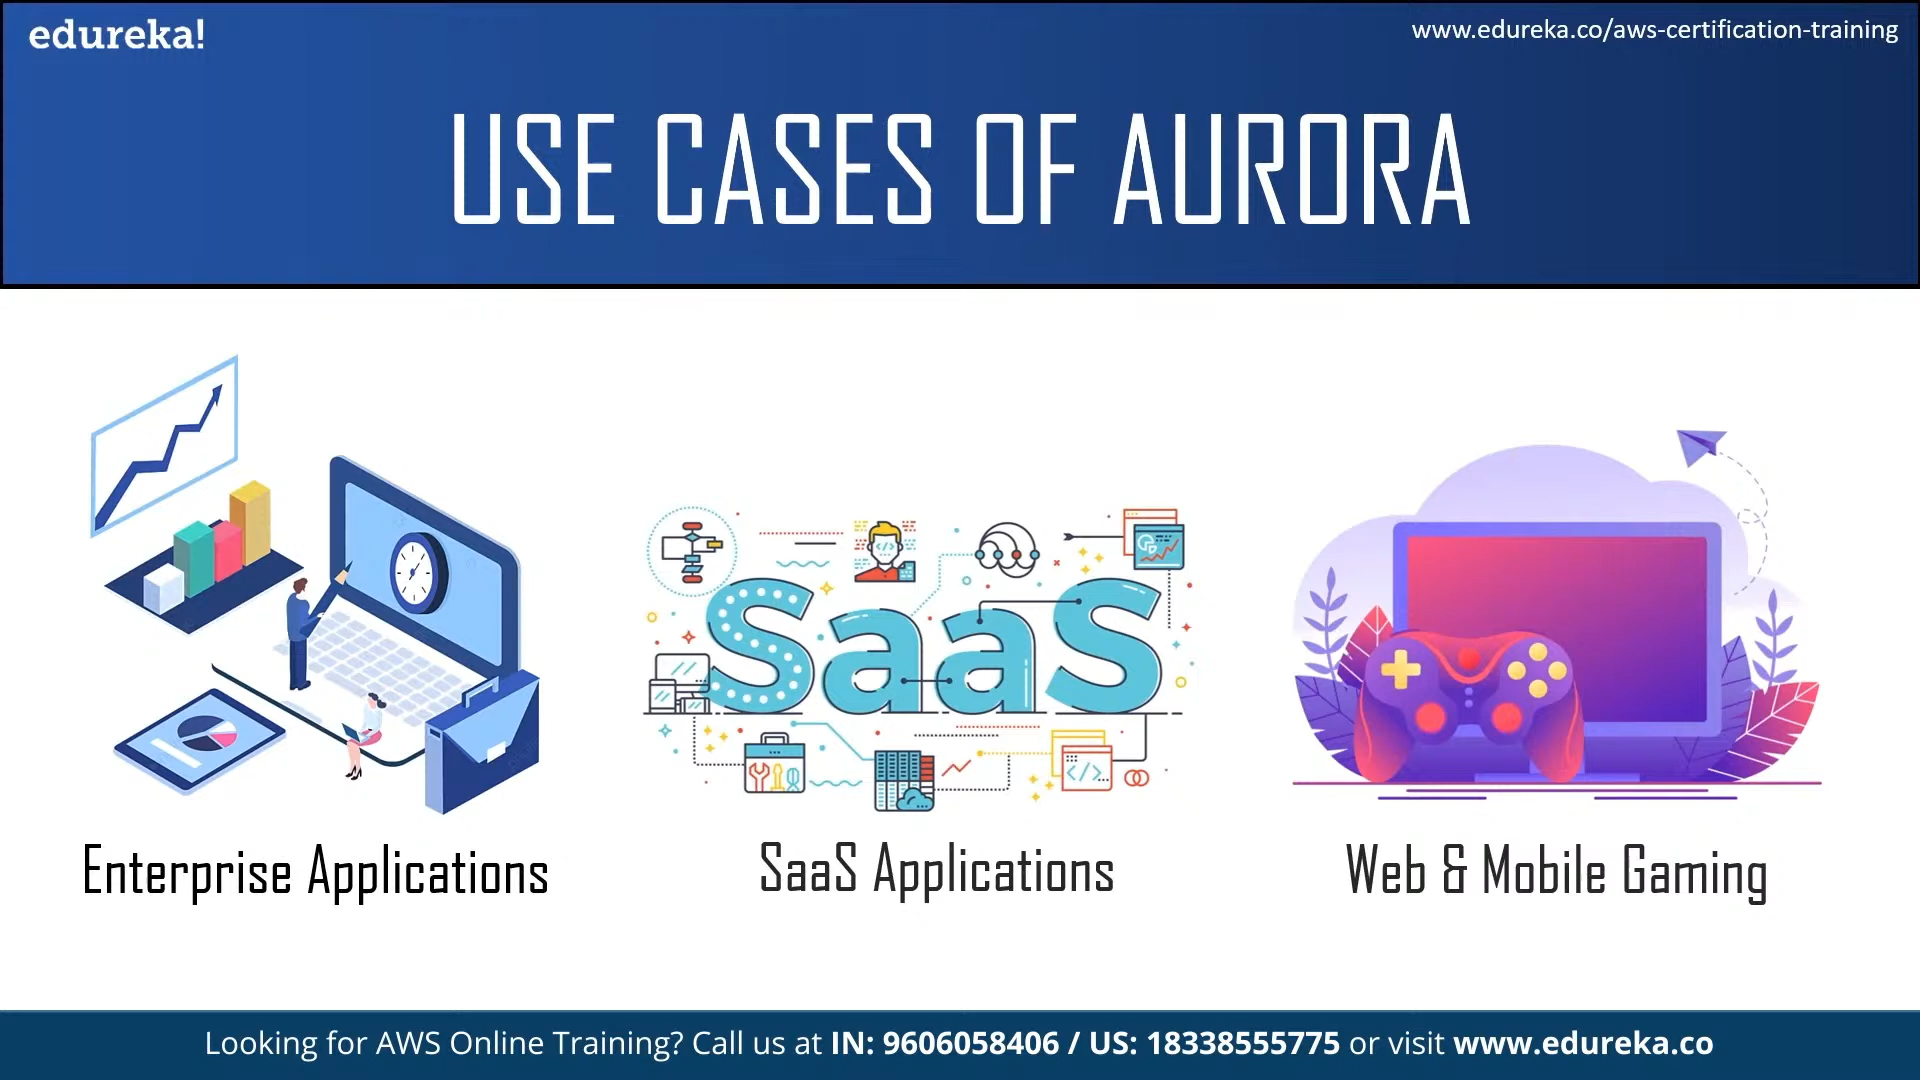 edureka!
www.edureka.co/aws-certification-training
USE CASES OF AURORA
SaaS
Enterprise Applications
SaaS Applications
Web & Mobile Gaming
Looking for AWS Online Training? Call us at IN: 9606058406 / US: 18338555775 or visit www.edureka.co